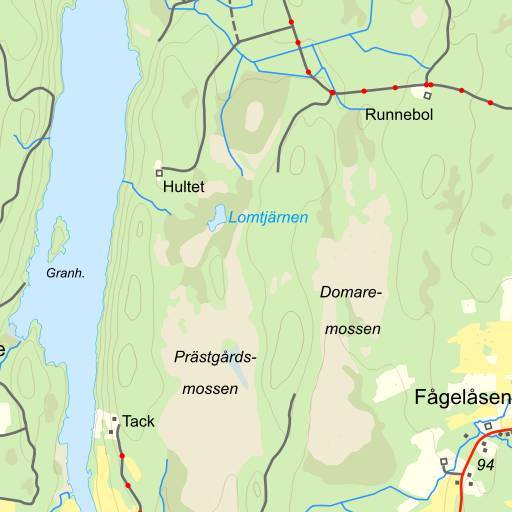 Runnebol
Hultet
Lomtjärnen
Granh.
Domare-
mossen
Prästgårds-
mossen
e
Fågelåsen
Tack
94